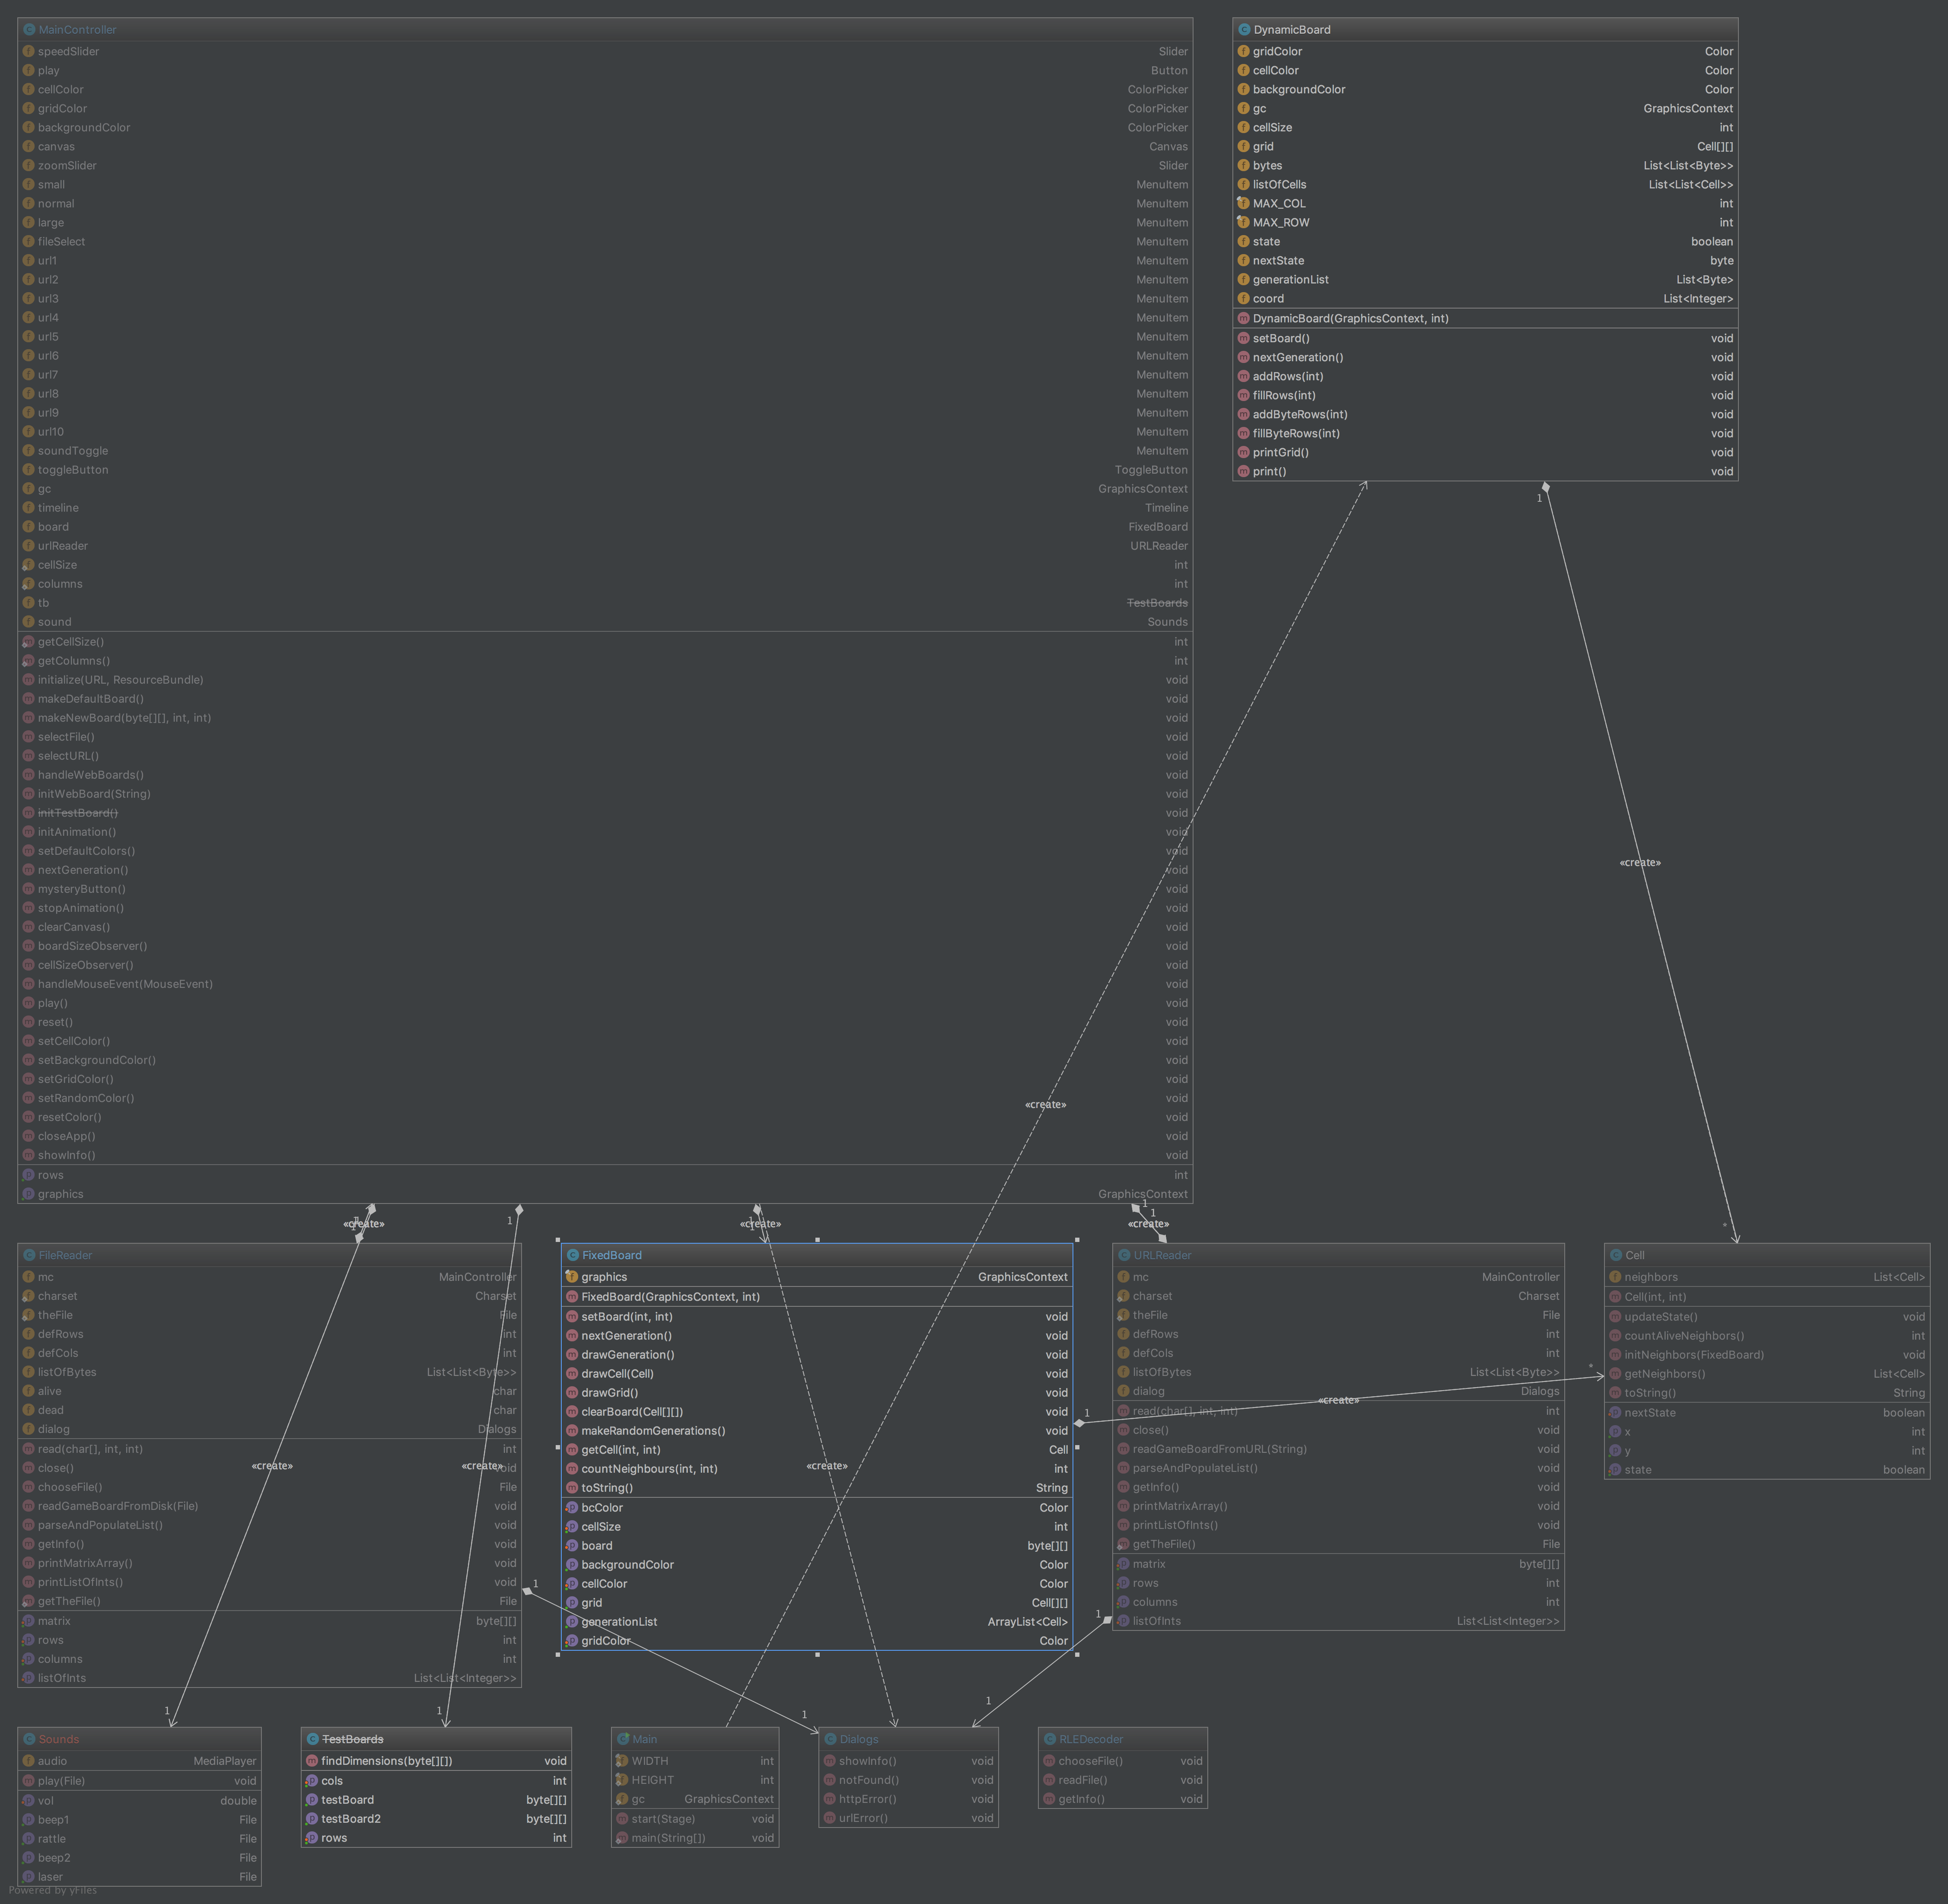 MainController
speedSlider Slider
play Button
cellColor ColorPicker
gridColor ColorPicker
backgroundColor ColorPicker
canvas Canvas
zoomSlider Slider
small MenuItem
normal MenuItem
large MenuItem
fileSelect MenuItem
url1 MenuItem
url2 MenuItem
url3 MenuItem
url4 MenuItem
url5 MenuItem
url6 MenuItem
url7 MenuItem
url8 MenuItem
url9 MenuItem
url10 MenuItem
soundToggle MenuItem
toggleButton ToggleButton
gc GraphicsContext
timeline Timeline
board FixedBoard
urlReader URLReader
cellSize int
columns int
tb TestBoards
sound Sounds
getCellSize() int
getColumns() int
initialize(URL, ResourceBundle) void
makeDefaultBoard() void
makeNewBoard(byte[][], int, int) void
selectFile() void
selectURL() void
handleWebBoards() void
initWebBoard(String) void
initTestBoard() void
initAnimation() void
setDefaultColors() void
nextGeneration() void
mysteryButton() void
stopAnimation() void
clearCanvas() void
boardSizeObserver() void
cellSizeObserver() void
handleMouseEvent(MouseEvent) void
play() void
reset() void
setCellColor() void
setBackgroundColor() void
setGridColor() void
setRandomColor() void
resetColor() void
closeApp() void
showInfo() void
rows int
graphics GraphicsContext
DynamicBoard
gridColor Color
cellColor Color
backgroundColor Color
gc GraphicsContext
cellSize int
grid Cell[][]
bytes List<List<Byte>>
listOfCells List<List<Cell>>
MAX_COL int
MAX_ROW int
state boolean
nextState byte
generationList List<Byte>
coord List<Integer>
DynamicBoard(GraphicsContext, int)
setBoard() void
nextGeneration() void
addRows(int) void
fillRows(int) void
addByteRows(int) void
fillByteRows(int) void
printGrid() void
print() void
1
«create»
*
«create»
1
«create»
1
1
«create»
1
«create»
1
1
«create»
FileReader
mc MainController
charset Charset
theFile File
defRows int
defCols int
listOfBytes List<List<Byte>>
alive char
dead char
dialog Dialogs
read(char[], int, int) int
close() void
chooseFile() File
readGameBoardFromDisk(File) void
parseAndPopulateList() void
getInfo() void
printMatrixArray() void
printListOfInts() void
getTheFile() File
matrix byte[][]
rows int
columns int
listOfInts List<List<Integer>>
«create»
«create»
FixedBoard
graphics GraphicsContext
FixedBoard(GraphicsContext, int)
setBoard(int, int) void
nextGeneration() void
drawGeneration() void
drawCell(Cell) void
drawGrid() void
clearBoard(Cell[][]) void
makeRandomGenerations() void
getCell(int, int) Cell
countNeighbours(int, int) int
toString() String
bcColor Color
cellSize int
board byte[][]
backgroundColor Color
cellColor Color
grid Cell[][]
generationList ArrayList<Cell>
gridColor Color
«create»
URLReader
mc MainController
charset Charset
theFile File
defRows int
defCols int
listOfBytes List<List<Byte>>
dialog Dialogs
read(char[], int, int) int
close() void
readGameBoardFromURL(String) void
parseAndPopulateList() void
getInfo() void
printMatrixArray() void
printListOfInts() void
getTheFile() File
matrix byte[][]
rows int
columns int
listOfInts List<List<Integer>>
1
«create»
*
Cell
neighbors List<Cell>
Cell(int, int)
updateState() void
countAliveNeighbors() int
initNeighbors(FixedBoard) void
getNeighbors() List<Cell>
toString() String
nextState boolean
x int
y int
state boolean
1
1
1
1
1
1
Sounds
audio MediaPlayer
play(File) void
vol double
beep1 File
rattle File
beep2 File
laser File
TestBoards
findDimensions(byte[][]) void
cols int
testBoard byte[][]
testBoard2 byte[][]
rows int
Main
WIDTH int
HEIGHT int
gc GraphicsContext
start(Stage) void
main(String[]) void
Dialogs
showInfo() void
notFound() void
httpError() void
urlError() void
RLEDecoder
chooseFile() void
readFile() void
getInfo() void
Powered by yFiles